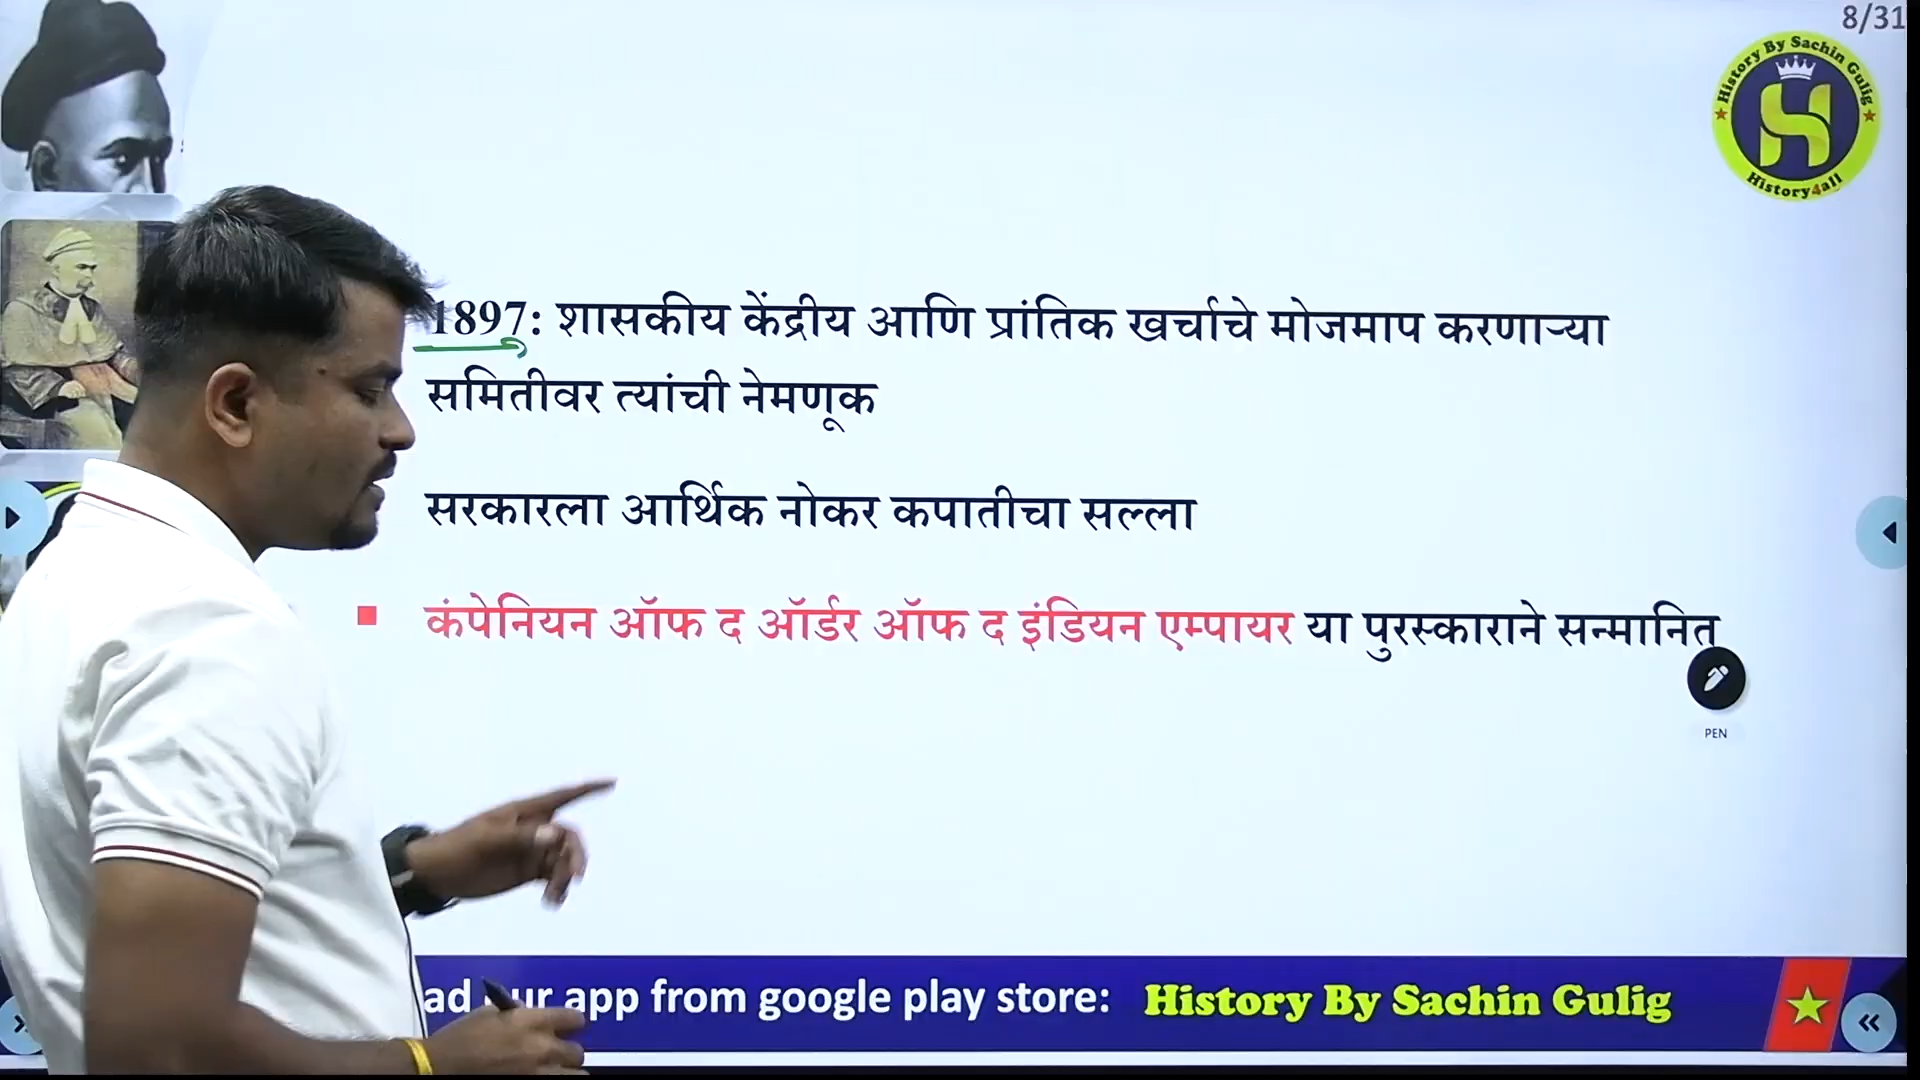 8/31
History By Sachin Gulig
History4all
1897: शासकीय केंद्रीय आणि प्रांतिक खर्चाचे मोजमाप करणाऱ्या
समितीवर त्यांची नेमणूक
सरकारला आर्थिक नोकर कपातीचा सल्ला
कंपेनियन ऑफ द ऑर्डर ऑफ द इंडियन एम्पायर या पुरस्काराने सन्मानित
PEN
ad our app from google play store: History By Sachin Gulig